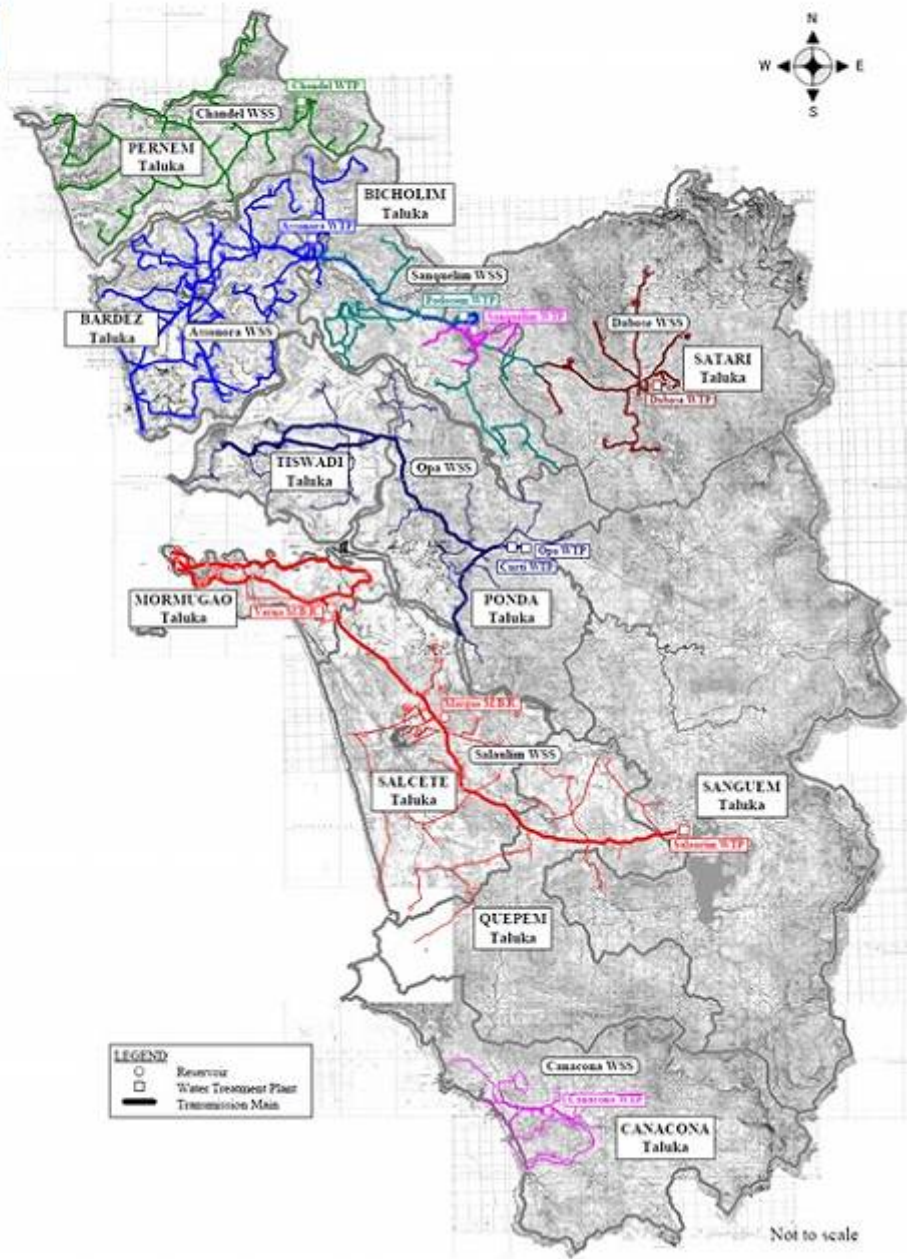 N
W
E
S
Chandel WTP
Chandel WSS
PERNEM
Taluka
BICHOLIM
Taluka
Assonora WTP
Sanquelim WSS
Podocem WTP
Sanquelim WTP
BARDEZ
Taluka
Assonora WSS
Dabose WSS
SATARI
Taluka
Dabose WTP
TISWADI
Taluka
Opa WSS
Opa WTP
Curti WTP
MORMUGAO
Taluka
Verna M.B.R.
PONDA
Taluka
Margao M.B.R.
Salaulim WSS
SALCETE
Taluka
SANGUEM
Taluka
Salaulim WTP
QUEPEM
Taluka
LEGEND
Reservoir
Water Treatment Plant
Transmission Main
Canacona WSS
Canacona WTP
CANACONA
Taluka
Not to scale